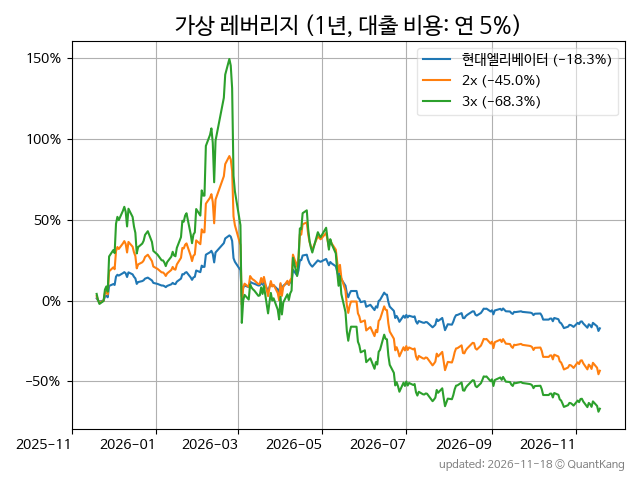 가상 레버리지 (1년, 대출 비용: 연 5%)
현대엘리베이터 (−18.3%)
2x (−45.0%)
3x (−68.3%)
150%
100%
50%
0%
−50%
2025-11 2026-01 2026-03 2026-05 2026-07 2026-09 2026-11
updated: 2026-11-18 © QuantKang